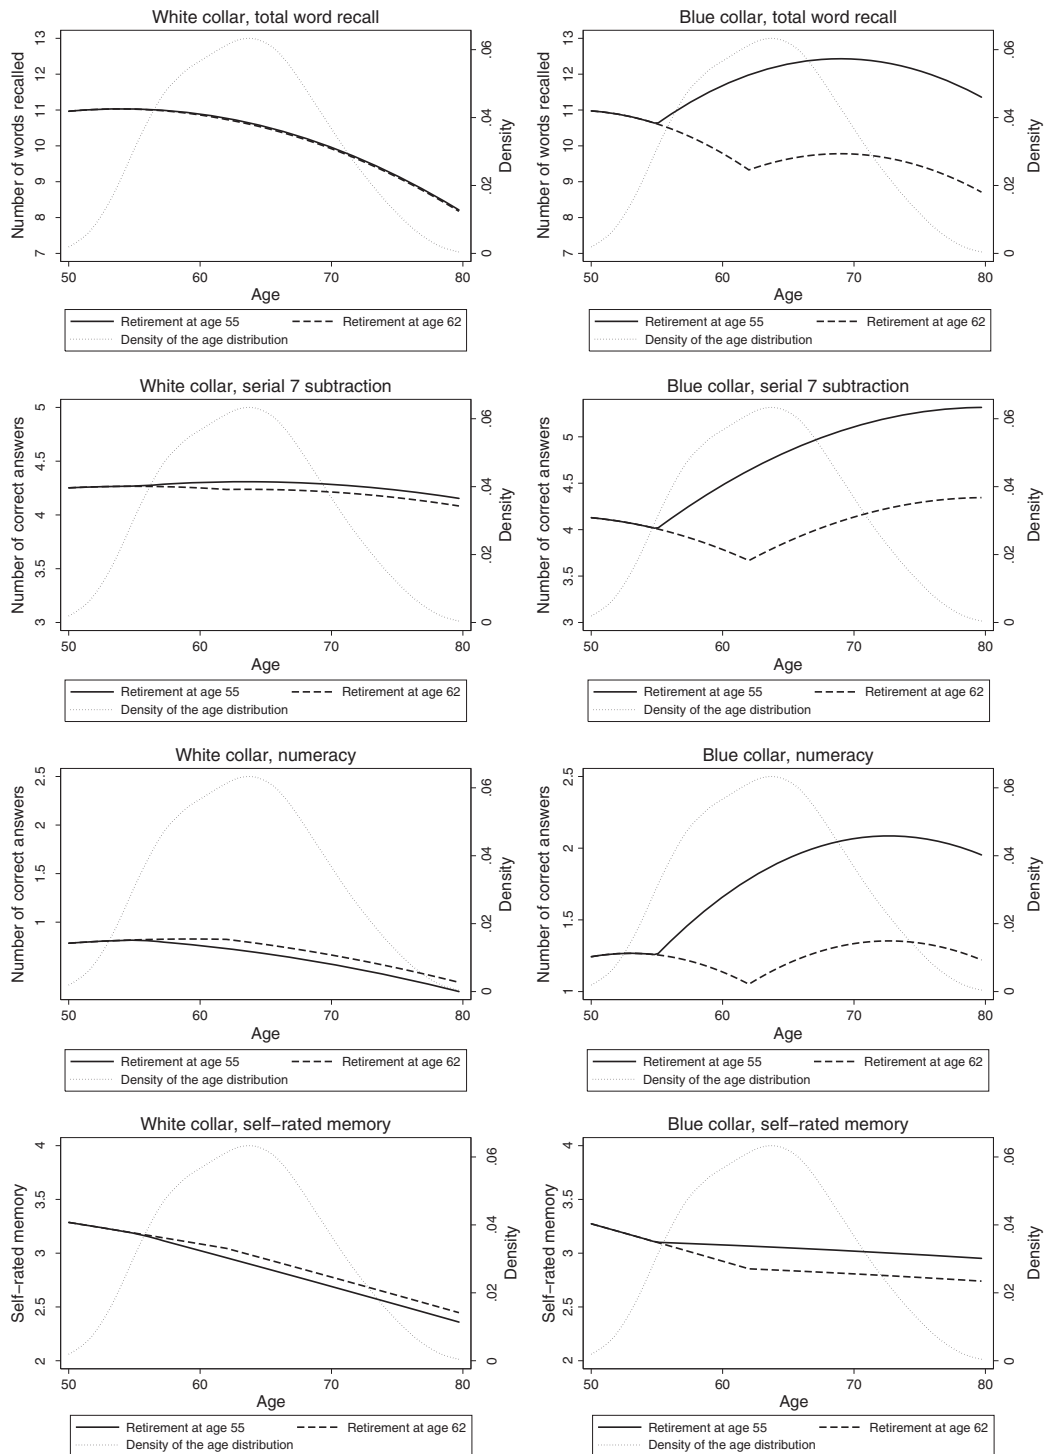 White collar, total word recall
Number of words recalled
13
12
11
10
9
8
7
.06
.04
.02
0
Density
50 60 70 80
Age
Retirement at age 55 Retirement at age 62
Density of the age distribution
Blue collar, total word recall
Number of words recalled
13
12
11
10
9
8
7
.06
.04
.02
0
Density
50 60 70 80
Age
Retirement at age 55 Retirement at age 62
Density of the age distribution
White collar, serial 7 subtraction
Number of correct answers
5
4.5
4
3.5
3
.06
.04
.02
0
Density
50 60 70 80
Age
Retirement at age 55 Retirement at age 62
Density of the age distribution
Blue collar, serial 7 subtraction
Number of correct answers
5
4.5
4
3.5
3
.06
.04
.02
0
Density
50 60 70 80
Age
Retirement at age 55 Retirement at age 62
Density of the age distribution
White collar, numeracy
Number of correct answers
2.5
2
1.5
1
.06
.04
.02
0
Density
50 60 70 80
Age
Retirement at age 55 Retirement at age 62
Density of the age distribution
Blue collar, numeracy
Number of correct answers
2.5
2
1.5
1
.06
.04
.02
0
Density
50 60 70 80
Age
Retirement at age 55 Retirement at age 62
Density of the age distribution
White collar, self−rated memory
Self−rated memory
4
3.5
3
2.5
2
.06
.04
.02
0
Density
50 60 70 80
Age
Retirement at age 55 Retirement at age 62
Density of the age distribution
Blue collar, self−rated memory
Self−rated memory
4
3.5
3
2.5
2
.06
.04
.02
0
Density
50 60 70 80
Age
Retirement at age 55 Retirement at age 62
Density of the age distribution